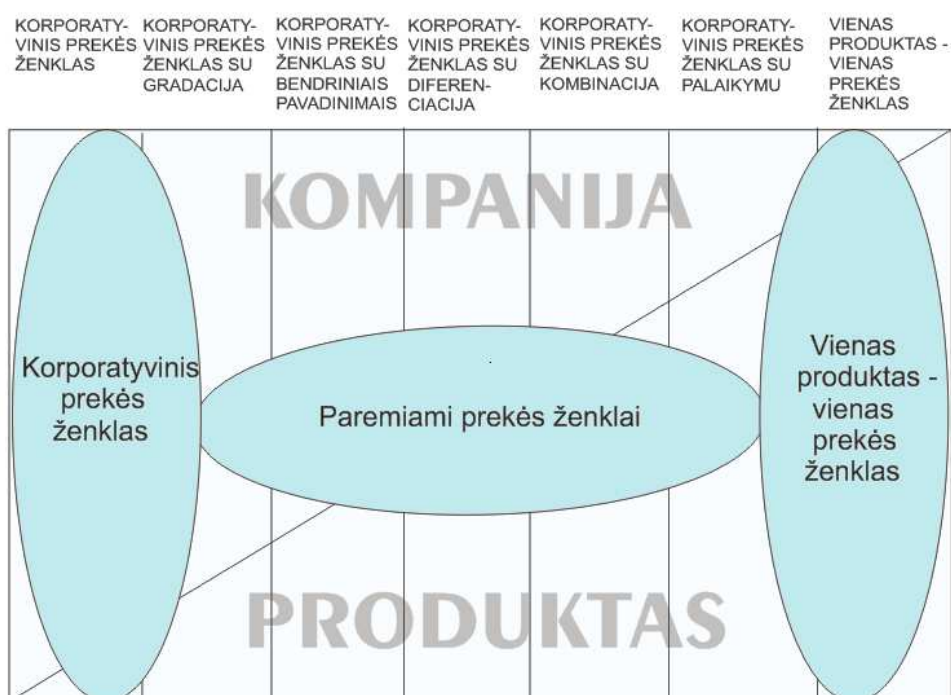 KORPORATY-
VINIS PREKĖS
ŽENKLAS
KORPORATY-
VINIS PREKĖS
ŽENKLAS SU
GRADACIJA
KORPORATY-
VINIS PREKĖS
ŽENKLAS SU
BENDRINIAIS
PAVADINIMAIS
KORPORATY-
VINIS PREKĖS
ŽENKLAS SU
DIFEREN-
CIACIJA
KORPORATY-
VINIS PREKĖS
ŽENKLAS SU
KOMBINACIJA
KORPORATY-
VINIS PREKĖS
ŽENKLAS SU
PALAIKYMU
VIENAS
PRODUKTAS -
VIENAS
PREKĖS
ŽENKLAS
KOMPANIJA
Korporatyvinis
prekės
ženklas
Paremiami prekės ženklai
Vienas
produktas -
vienas
prekės
ženklas
PRODUKTAS